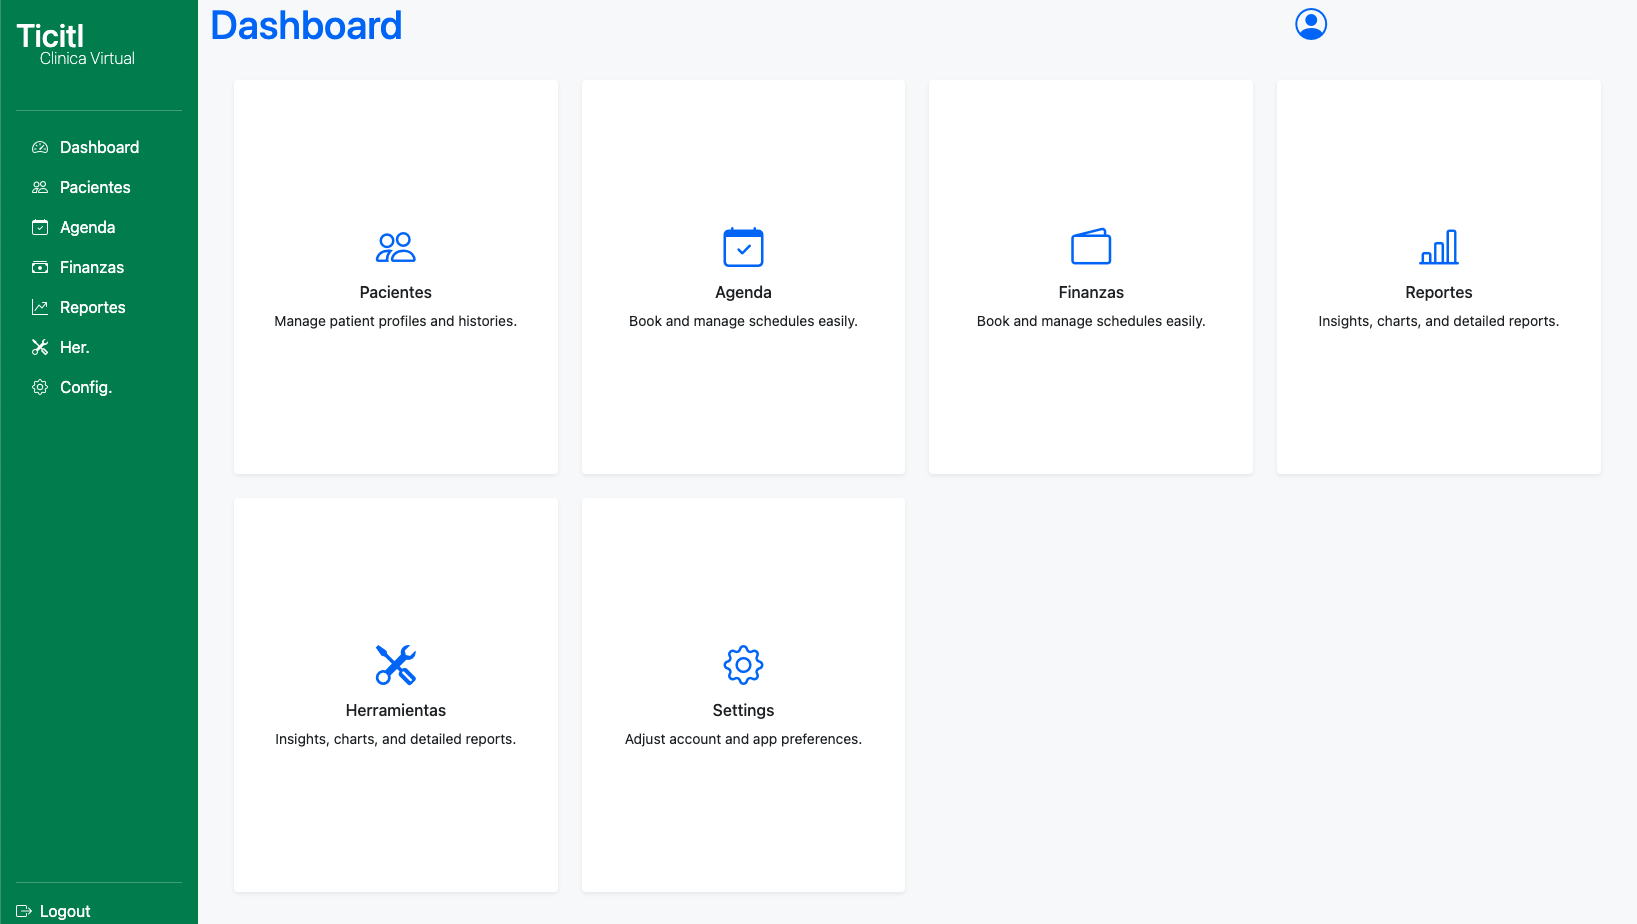 Ticitl
Clinica Virtual
Dashboard
Pacientes
Agenda
Finanzas
Reportes
Her.
Config.
Logout
Dashboard
Pacientes
Manage patient profiles and histories.
Agenda
Book and manage schedules easily.
Finanzas
Book and manage schedules easily.
Reportes
Insights, charts, and detailed reports.
Herramientas
Insights, charts, and detailed reports.
Settings
Adjust account and app preferences.